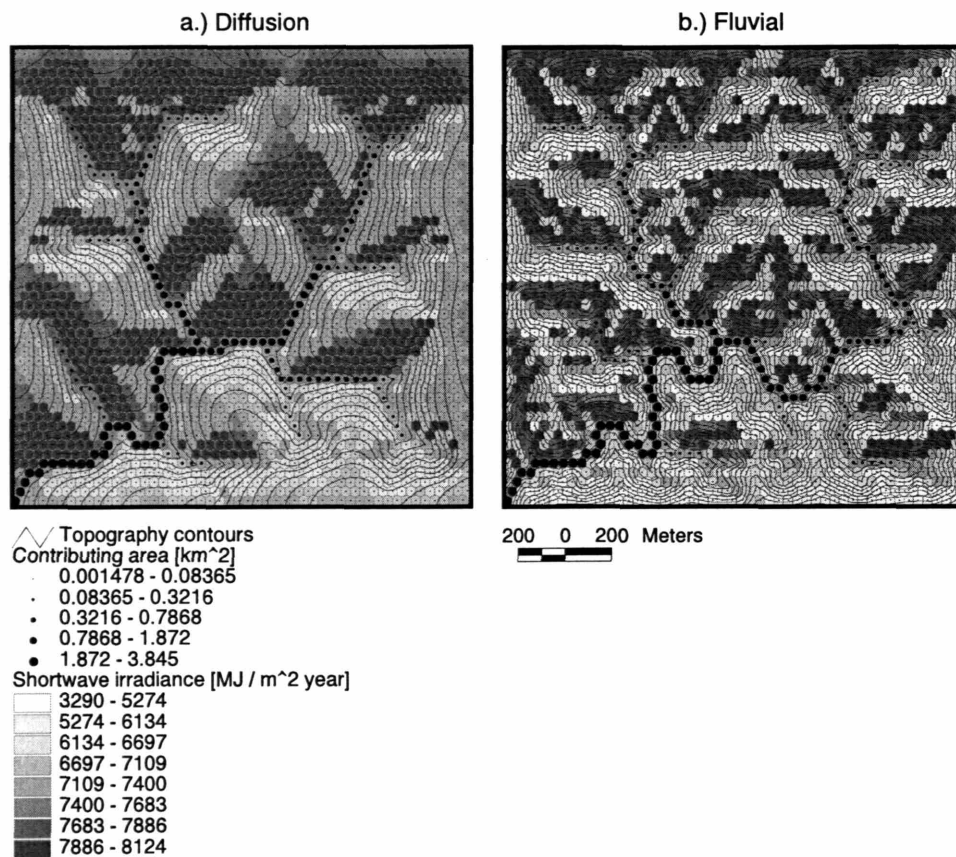 a.) Diffusion
b.) Fluvial
Topography contours
Contributing area [km^2]
0.001478 - 0.08365
0.08365 - 0.3216
0.3216 - 0.7868
0.7868 - 1.872
1.872 - 3.845
Shortwave irradiance [MJ / m^2 year]
3290 - 5274
5274 - 6134
6134 - 6697
6697 - 7109
7109 - 7400
7400 - 7683
7683 - 7886
7886 - 8124
200 0 200 Meters